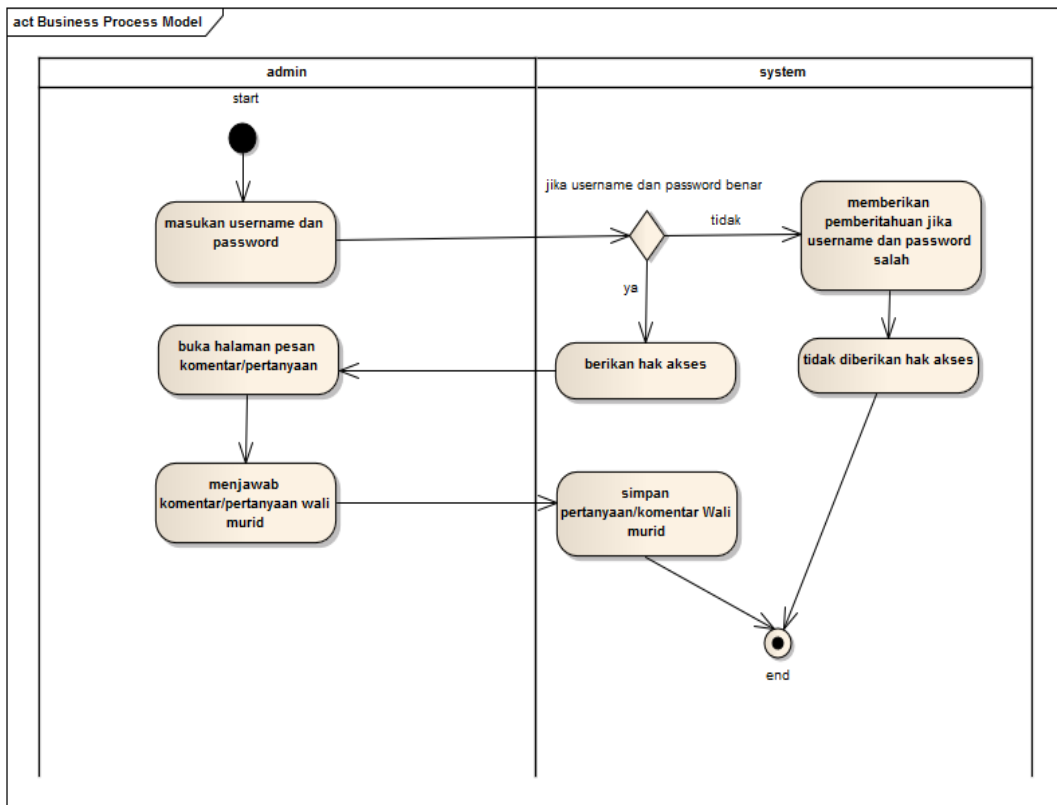 act Business Process Model
admin
system
start
masukan username dan
password
jika username dan password benar
tidak
ya
memberikan
pemberitahuan jika
username dan password
salah
buka halaman pesan
komentar/pertanyaan
berikan hak akses
tidak diberikan hak akses
menjawab
komentar/pertanyaan wali
murid
simpan
pertanyaan/komentar Wali
murid
end